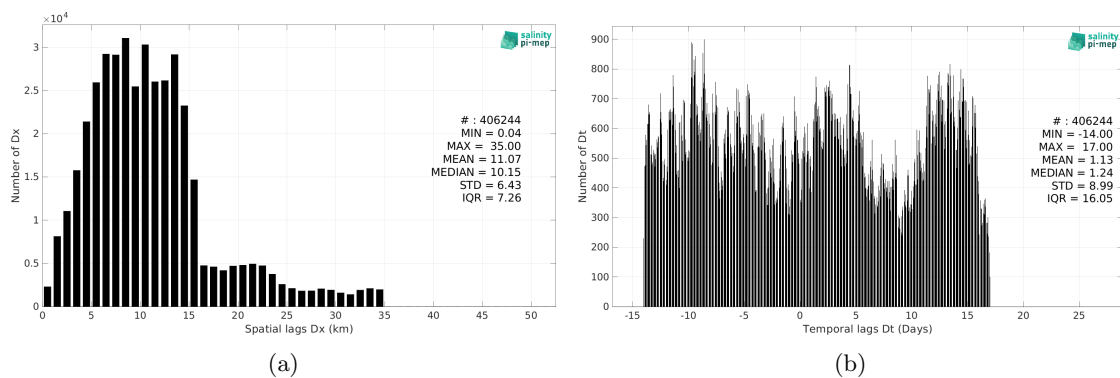 ×10⁴
3
2.5
2
1.5
1
0.5
0
Number of Dx
0 5 10 15 20 25 30 35 40 45 50
Spatial lags Dx (km)
salinity
pi-mep
# : 406244
MIN = 0.04
MAX = 35.00
MEAN = 11.07
MEDIAN = 10.15
STD = 6.43
IQR = 7.26
(a)
900
800
700
600
500
400
300
200
100
0
Number of Dt
-15 -10 -5 0 5 10 15 20 25
Temporal lags Dt (Days)
salinity
pi-mep
# : 406244
MIN = -14.00
MAX = 17.00
MEAN = 1.13
MEDIAN = 1.24
STD = 8.99
IQR = 16.05
(b)